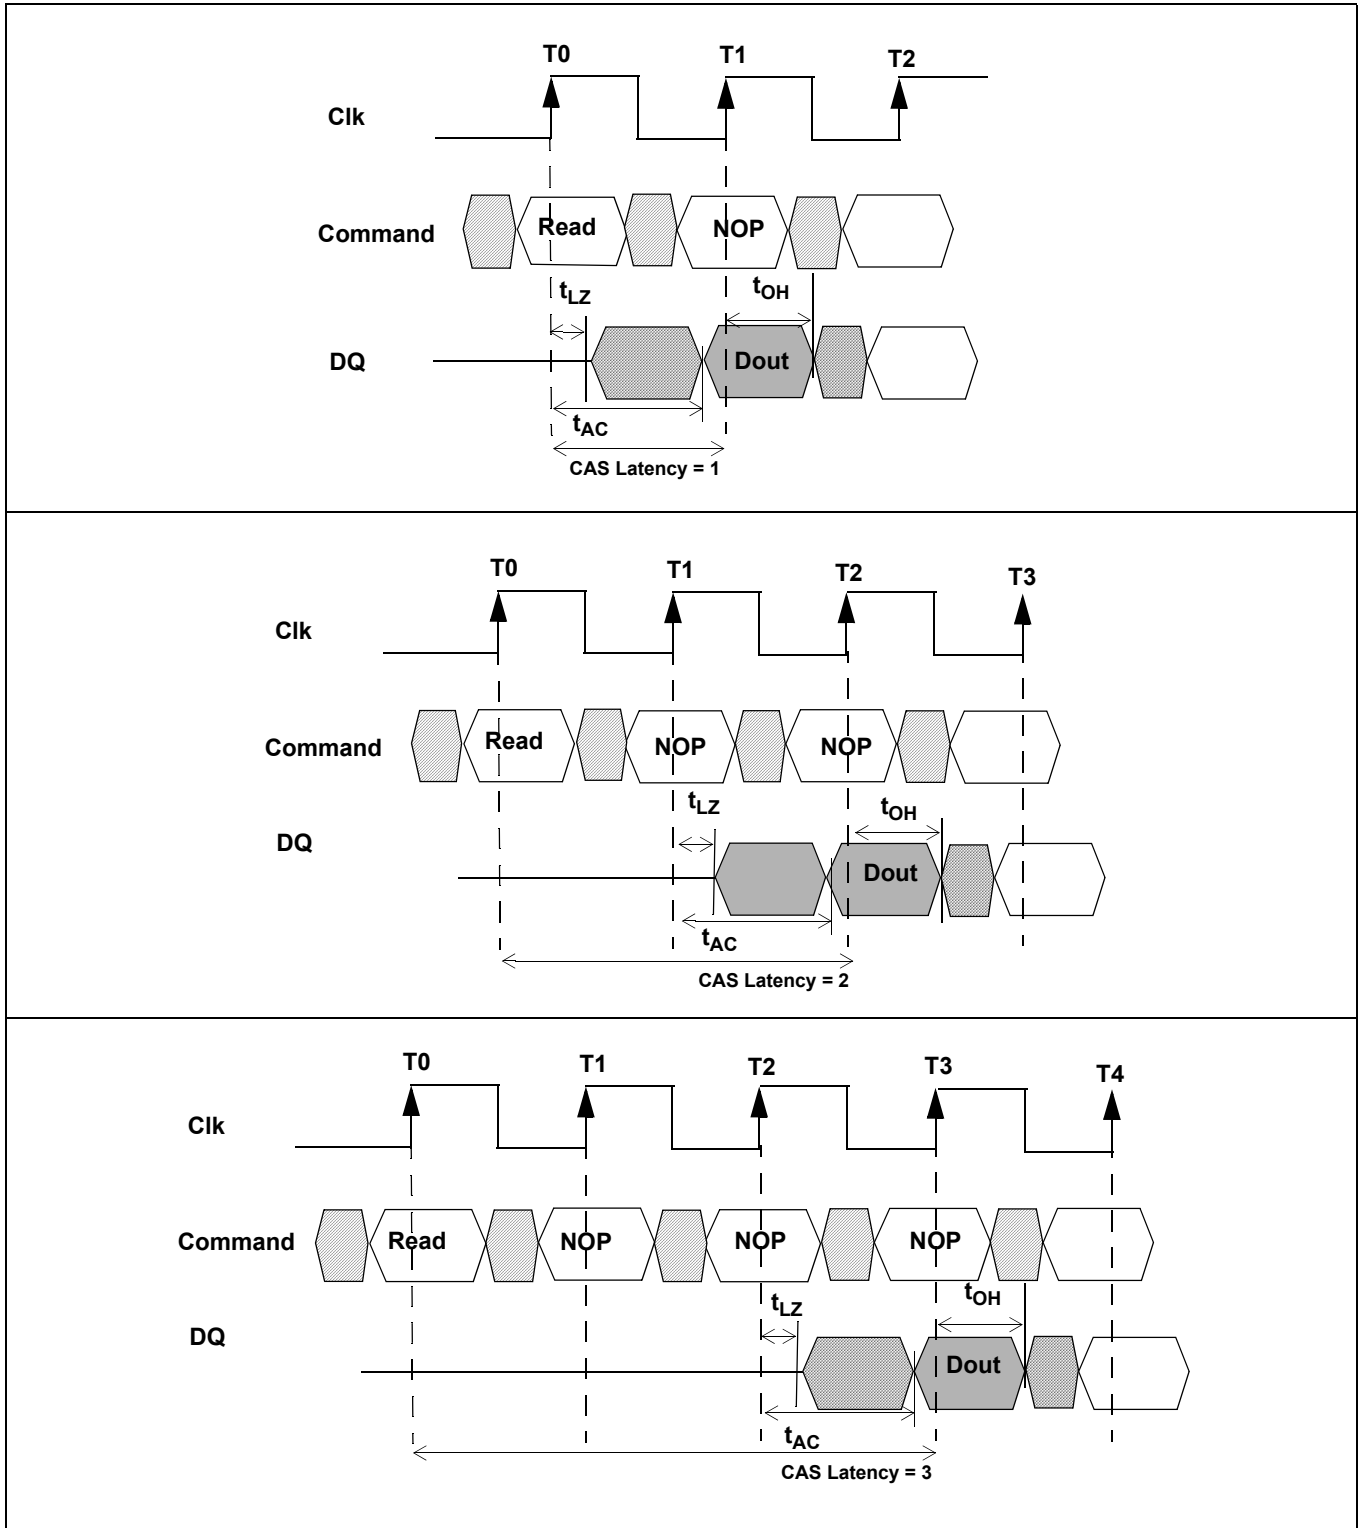 T0 T1 T2
Clk
Command Read NOP
tLZ tOH
DQ Dout
tAC
CAS Latency = 1
T0 T1 T2 T3
Clk
Command Read NOP NOP
tLZ tOH
DQ Dout
tAC
CAS Latency = 2
T0 T1 T2 T3 T4
Clk
Command Read NOP NOP NOP
tLZ tOH
DQ Dout
tAC
CAS Latency = 3